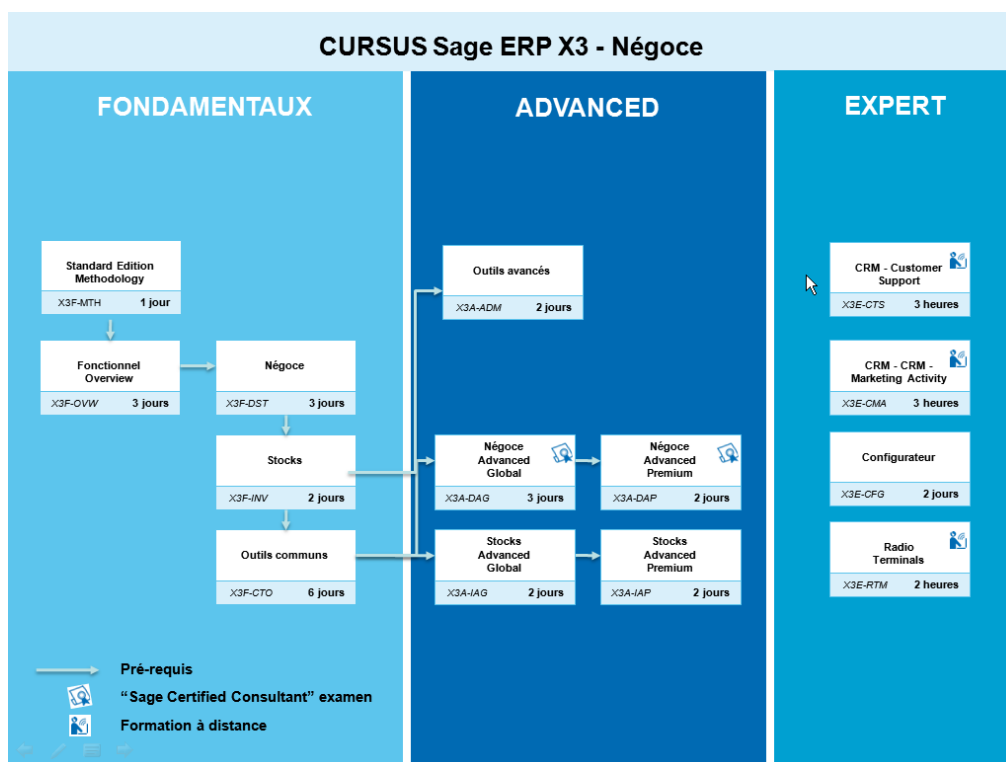 CURSUS Sage ERP X3 - Négoce
FONDAMENTAUX
Standard Edition
Methodology
X3F-MTH 1 jour
Fonctionnel
Overview
X3F-OVW 3 jours
Négoce
X3F-DST 3 jours
Stocks
X3F-INV 2 jours
Outils communs
X3F-CTO 6 jours
Pré-requis
“Sage Certified Consultant” examen
Formation à distance
ADVANCED
Outils avancés
X3A-ADM 2 jours
Négoce
Advanced
Global
X3A-DAG 3 jours
Négoce
Advanced
Premium
X3A-DAP 2 jours
Stocks
Advanced
Global
X3A-IAG 2 jours
Stocks
Advanced
Premium
X3A-IAP 2 jours
EXPERT
CRM - Customer
Support
X3E-CTS 3 heures
CRM - CRM -
Marketing Activity
X3E-CMA 3 heures
Configurateur
X3E-CFG 2 jours
Radio
Terminals
X3E-RTM 2 heures